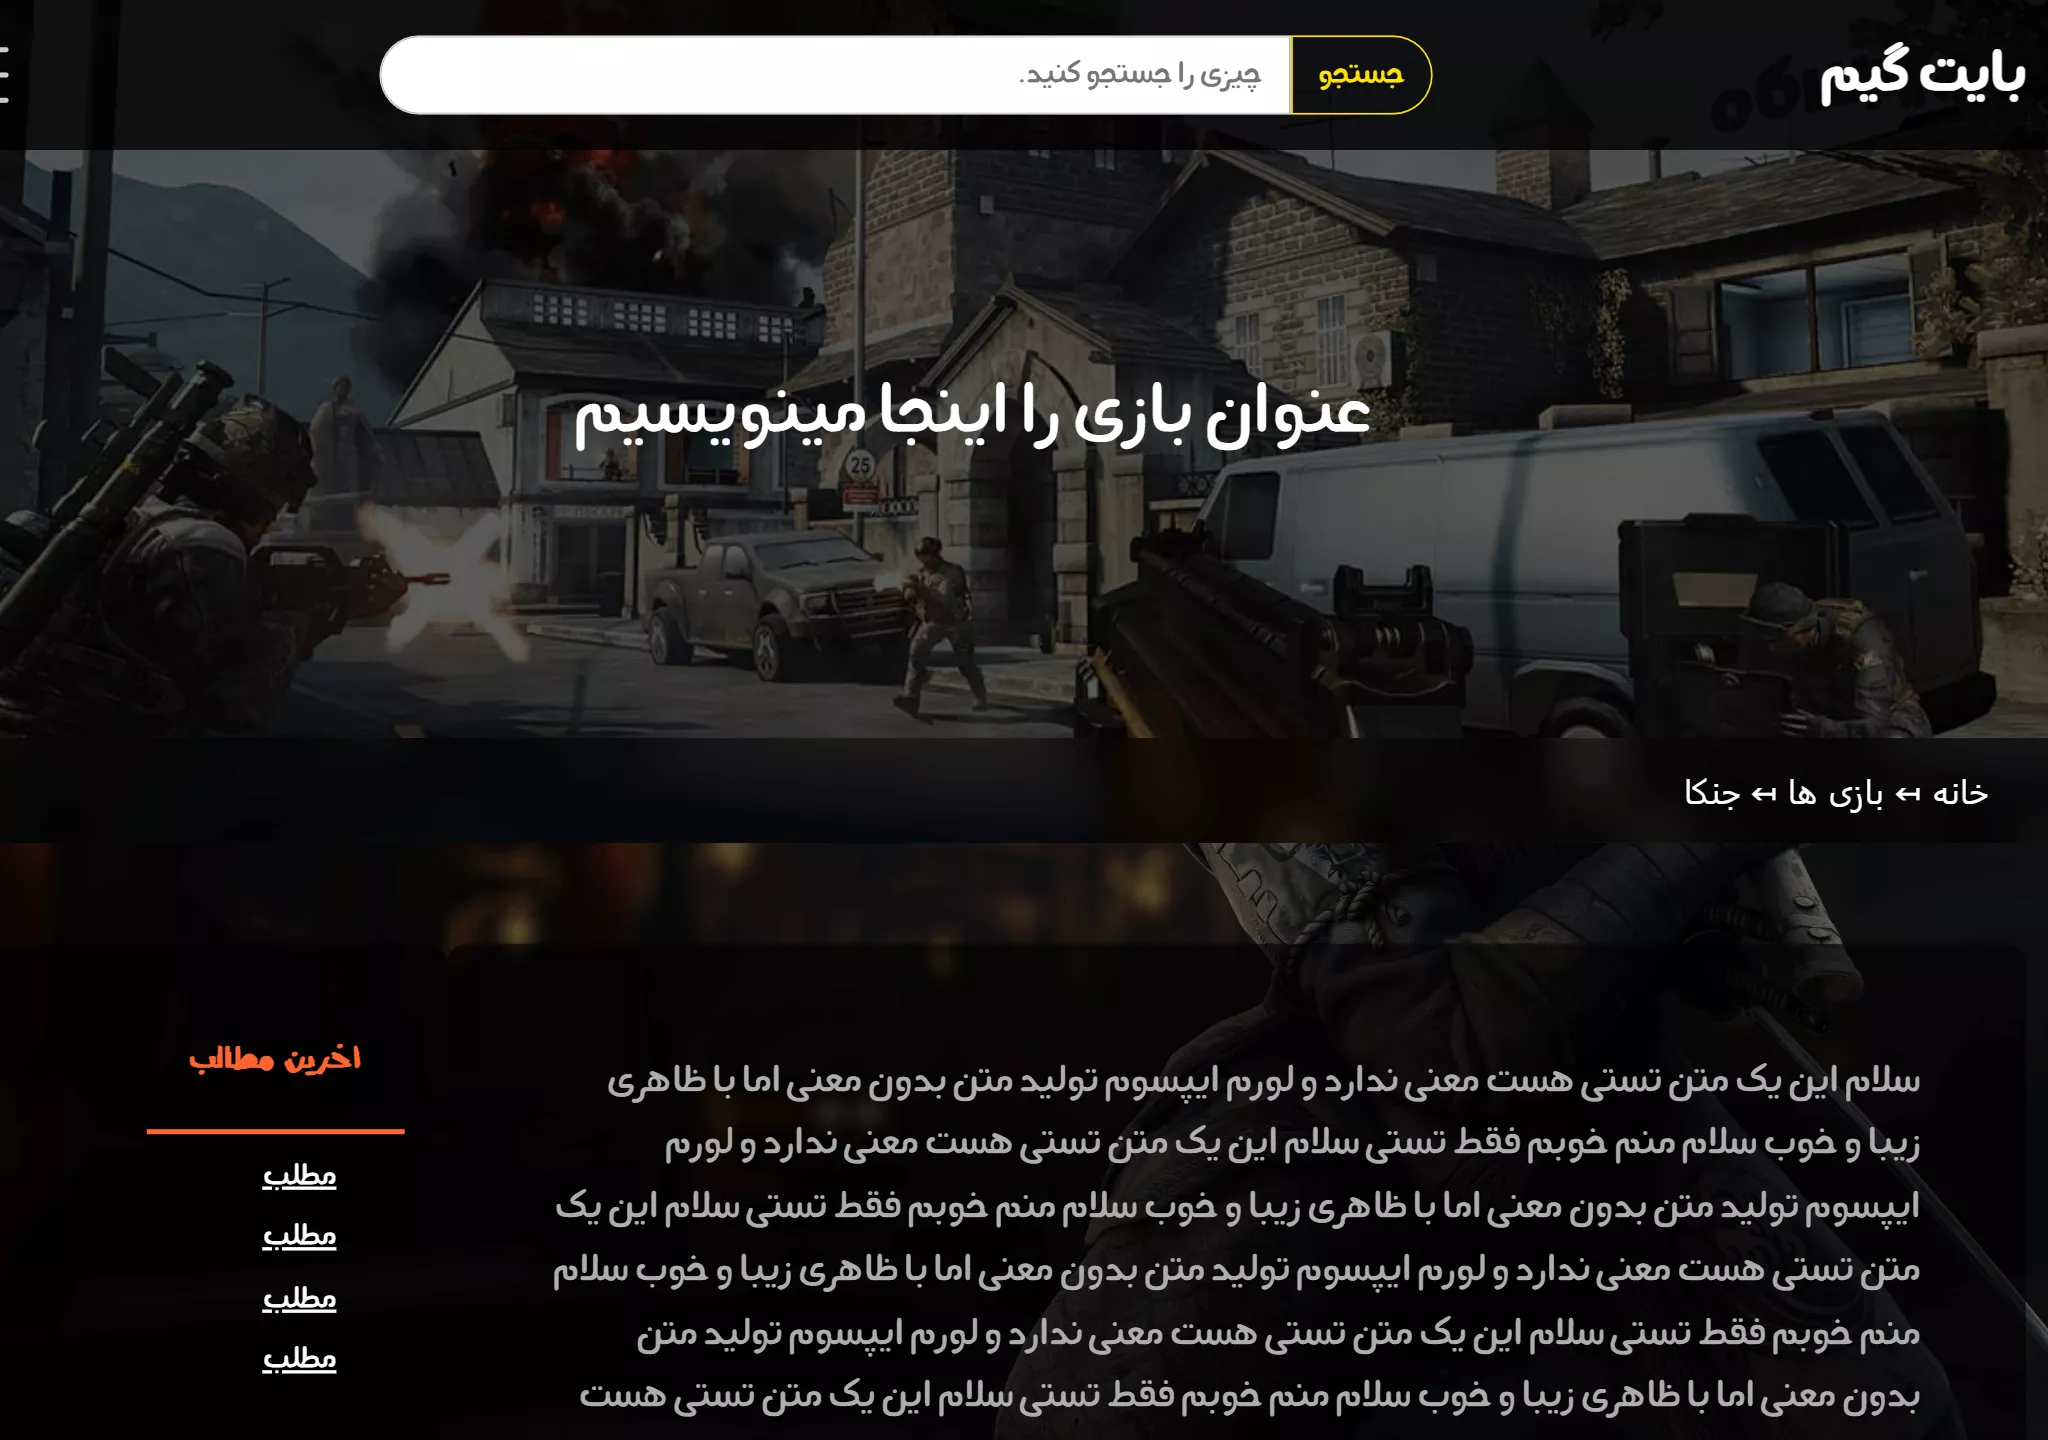 بایت گیم
جستجو
چیزی را جستجو کنید.
عنوان بازی را اینجا مینویسیم
25
خانه ↤ بازی ها ↤ جنکا
سلام این یک متن تستی هست معنی ندارد و لورم ایپسوم تولید متن بدون معنی اما با ظاهری
زیبا و خوب سلام منم خوبم فقط تستی سلام این یک متن تستی هست معنی ندارد و لورم
ایپسوم تولید متن بدون معنی اما با ظاهری زیبا و خوب سلام منم خوبم فقط تستی سلام این یک
متن تستی هست معنی ندارد و لورم ایپسوم تولید متن بدون معنی اما با ظاهری زیبا و خوب سلام
منم خوبم فقط تستی سلام این یک متن تستی هست معنی ندارد و لورم ایپسوم تولید متن
بدون معنی اما با ظاهری زیبا و خوب سلام منم خوبم فقط تستی سلام این یک متن تستی هست
اخرین مطالب
مطلب
مطلب
مطلب
مطلب